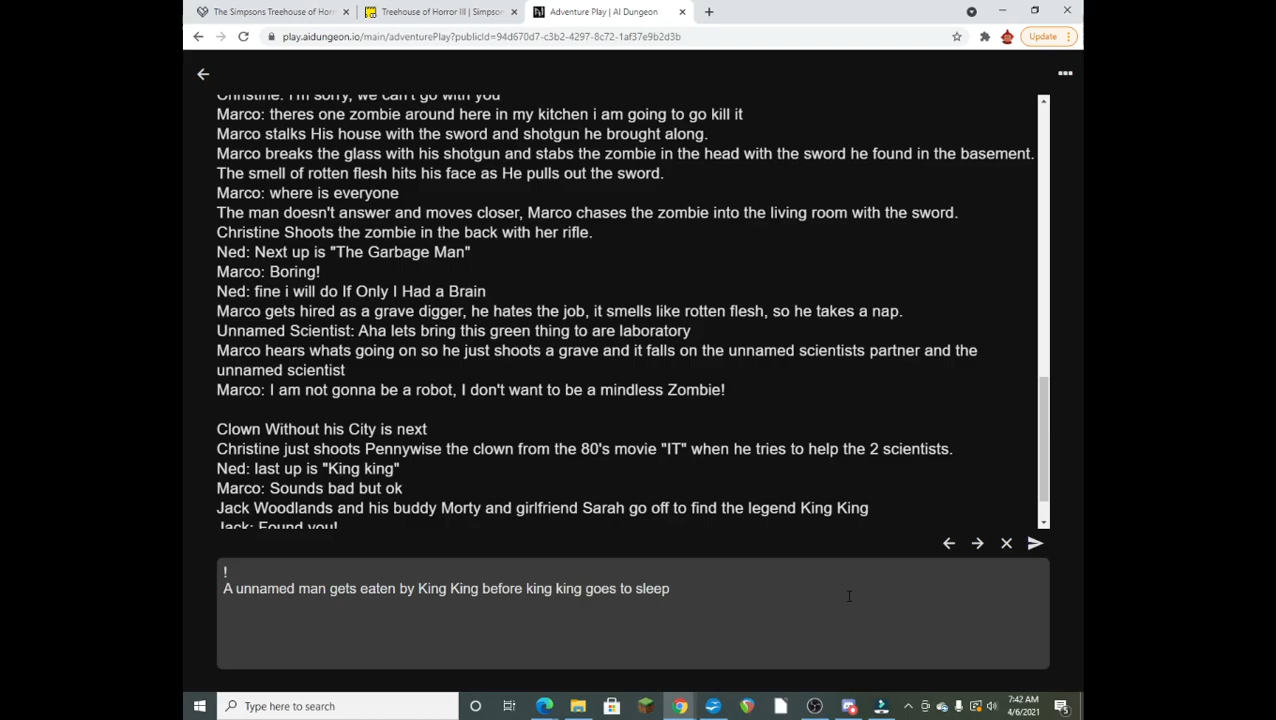 The Simpsons Treehouse of Horr
Treehouse of Horror III | Simpson
Adventure Play | AI Dungeon
play.aidungeon.io/main/adventurePlay?publicId=94d670d7-c3b2-4297-8c72-1af37e9b2d3b
Update
Christine: I'm sorry, we can't go with you
Marco: theres one zombie around here in my kitchen i am going to go kill it
Marco stalks His house with the sword and shotgun he brought along.
Marco breaks the glass with his shotgun and stabs the zombie in the head with the sword he found in the basement.
The smell of rotten flesh hits his face as He pulls out the sword.
Marco: where is everyone
The man doesn't answer and moves closer, Marco chases the zombie into the living room with the sword.
Christine Shoots the zombie in the back with her rifle.
Ned: Next up is "The Garbage Man"
Marco: Boring!
Ned: fine i will do If Only I Had a Brain
Marco gets hired as a grave digger, he hates the job, it smells like rotten flesh, so he takes a nap.
Unnamed Scientist: Aha lets bring this green thing to are laboratory
Marco hears whats going on so he just shoots a grave and it falls on the unnamed scientists partner and the
unnamed scientist
Marco: I am not gonna be a robot, I don't want to be a mindless Zombie!
Clown Without his City is next
Christine just shoots Pennywise the clown from the 80's movie "IT" when he tries to help the 2 scientists.
Ned: last up is "King king"
Marco: Sounds bad but ok
Jack Woodlands and his buddy Morty and girlfriend Sarah go off to find the legend King King
Jack: Found you!
!
A unnamed man gets eaten by King King before king king goes to sleep
Type here to search
7:42 AM
4/6/2021
5